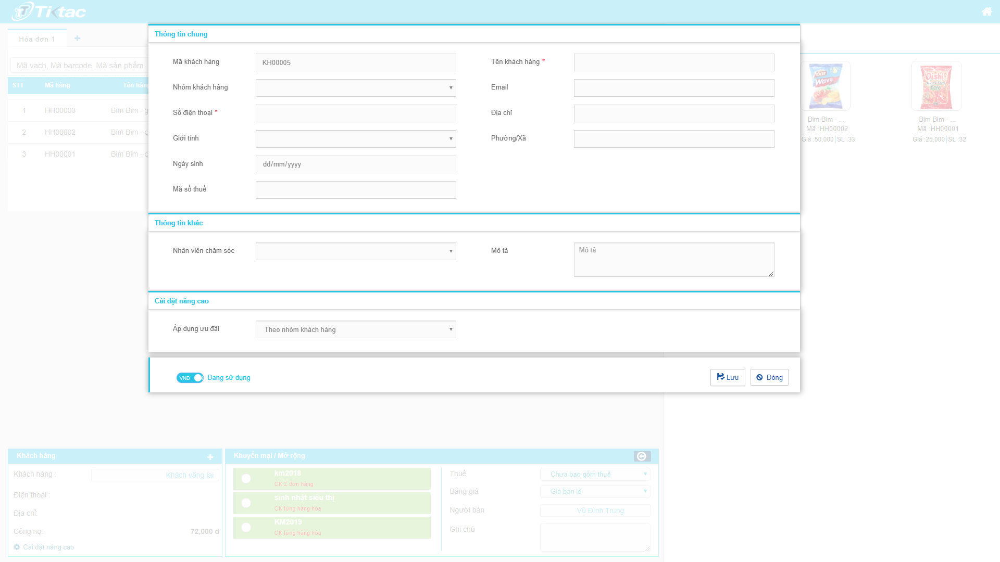 Tiktac
Hóa đơn 1
Mã vạch, Mã barcode, Mã sản phẩm
STT Mã hàng Tên hàng
1 HH00003 Bim Bim - g
2 HH00002 Bim Bim - c
3 HH00001 Bim Bim - c
Thông tin chung
Mã khách hàng KH00005
Tên khách hàng *
Nhóm khách hàng
Email
Số điện thoại *
Địa chỉ
Giới tính
Phường/Xã
Ngày sinh dd/mm/yyyy
Mã số thuế
Thông tin khác
Nhân viên chăm sóc
Mô tả Mô tả
Cài đặt nâng cao
Áp dụng ưu đãi Theo nhóm khách hàng
VNĐ Đang sử dụng
Lưu
Đóng
Wavy
Bim Bim - ...
Mã :HH00002
Giá :50,000 | SL :33
Oishi
Bim Bim - ...
Mã :HH00001
Giá :25,000 | SL :32
Khách hàng
Khách hàng : Khách vãng lai
Điện thoại :
Địa chỉ:
Công nợ: 72,000 đ
Cài đặt nâng cao
Khuyến mại / Mở rộng
km2018
CK Σ đơn hàng
sinh nhật siêu thị
CK từng hàng hóa
KM2019
CK từng hàng hóa
Thuế Chưa bao gồm thuế
Bảng giá Giá bán lẻ
Người bán Vũ Đình Trung
Ghi chú